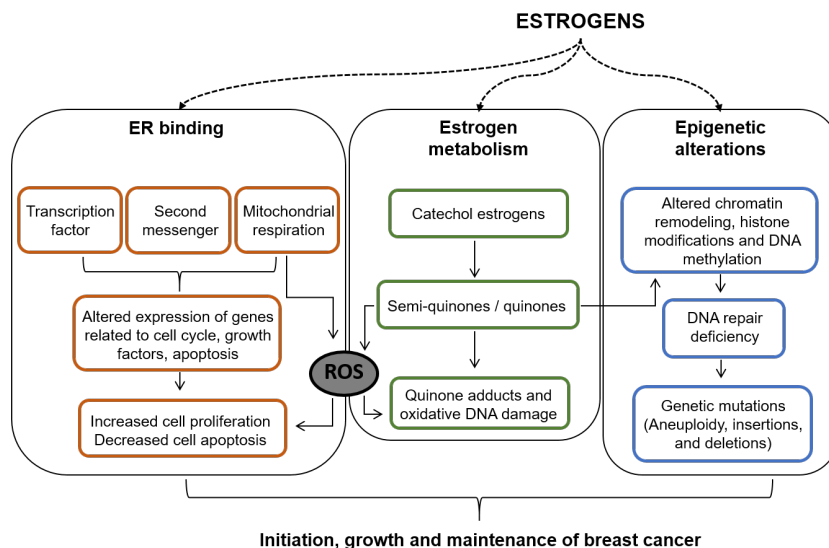 ESTROGENS
ER binding
Transcription
factor
Second
messenger
Mitochondrial
respiration
Altered expression of genes
related to cell cycle, growth
factors, apoptosis
Increased cell proliferation
Decreased cell apoptosis
ROS
Estrogen
metabolism
Catechol estrogens
Semi-quinones / quinones
Quinone adducts and
oxidative DNA damage
Epigenetic
alterations
Altered chromatin
remodeling, histone
modifications and DNA
methylation
DNA repair
deficiency
Genetic mutations
(Aneuploidy, insertions,
and deletions)
Initiation, growth and maintenance of breast cancer